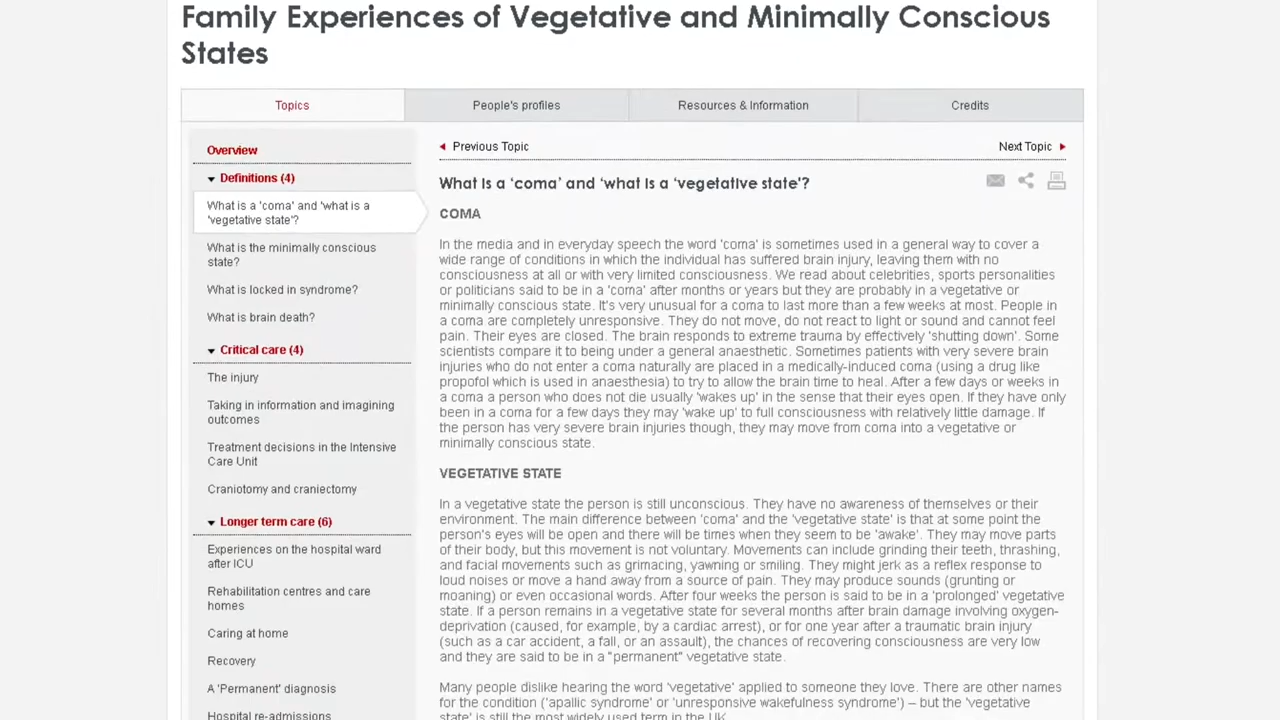 Family Experiences of Vegetative and Minimally Conscious
States
Topics
People's profiles
Resources & Information
Credits
Overview
Definitions (4)
What is a 'coma' and 'what is a
'vegetative state'?
What is the minimally conscious
state?
What is locked in syndrome?
What is brain death?
Critical care (4)
The injury
Taking in information and imagining
outcomes
Treatment decisions in the Intensive
Care Unit
Craniotomy and craniectomy
Longer term care (6)
Experiences on the hospital ward
after ICU
Rehabilitation centres and care
homes
Caring at home
Recovery
A 'Permanent' diagnosis
Hospital re-admissions
Previous Topic
Next Topic
What is a 'coma' and 'what is a 'vegetative state'?
COMA
In the media and in everyday speech the word 'coma' is sometimes used in a general way to cover a
wide range of conditions in which the individual has suffered brain injury, leaving them with no
consciousness at all or with very limited consciousness. We read about celebrities, sports personalities
or politicians said to be in a 'coma' after months or years but they are probably in a vegetative or
minimally conscious state. It's very unusual for a coma to last more than a few weeks at most. People in
a coma are completely unresponsive. They do not move, do not react to light or sound and cannot feel
pain. Their eyes are closed. The brain responds to extreme trauma by effectively 'shutting down'. Some
scientists compare it to being under a general anaesthetic. Sometimes patients with very severe brain
injuries who do not enter a coma naturally are placed in a medically-induced coma (using a drug like
propofol which is used in anaesthesia) to try to allow the brain time to heal. After a few days or weeks in
a coma a person who does not die usually 'wakes up' in the sense that their eyes open. If they have only
been in a coma for a few days they may 'wake up' to full consciousness with relatively little damage. If
the person has very severe brain injuries though, they may move from coma into a vegetative or
minimally conscious state.
VEGETATIVE STATE
In a vegetative state the person is still unconscious. They have no awareness of themselves or their
environment. The main difference between 'coma' and the 'vegetative state' is that at some point the
person's eyes will be open and there will be times when they seem to be 'awake'. They may move parts
of their body, but this movement is not voluntary. Movements can include grinding their teeth, thrashing,
and facial movements such as grimacing, yawning or smiling. They might jerk as a reflex response to
loud noises or move a hand away from a source of pain. They may produce sounds (grunting or
moaning) or even occasional words. After four weeks the person is said to be in a 'prolonged' vegetative
state. If a person remains in a vegetative state for several months after brain damage involving oxygen-
deprivation (caused, for example, by a cardiac arrest), or for one year after a traumatic brain injury
(such as a car accident, a fall, or an assault), the chances of recovering consciousness are very low
and they are said to be in a "permanent" vegetative state.
Many people dislike hearing the word 'vegetative' applied to someone they love. There are other names
for the condition ('apallic syndrome' or 'unresponsive wakefulness syndrome') – but the 'vegetative
state' is still the most widely used term in the UK.